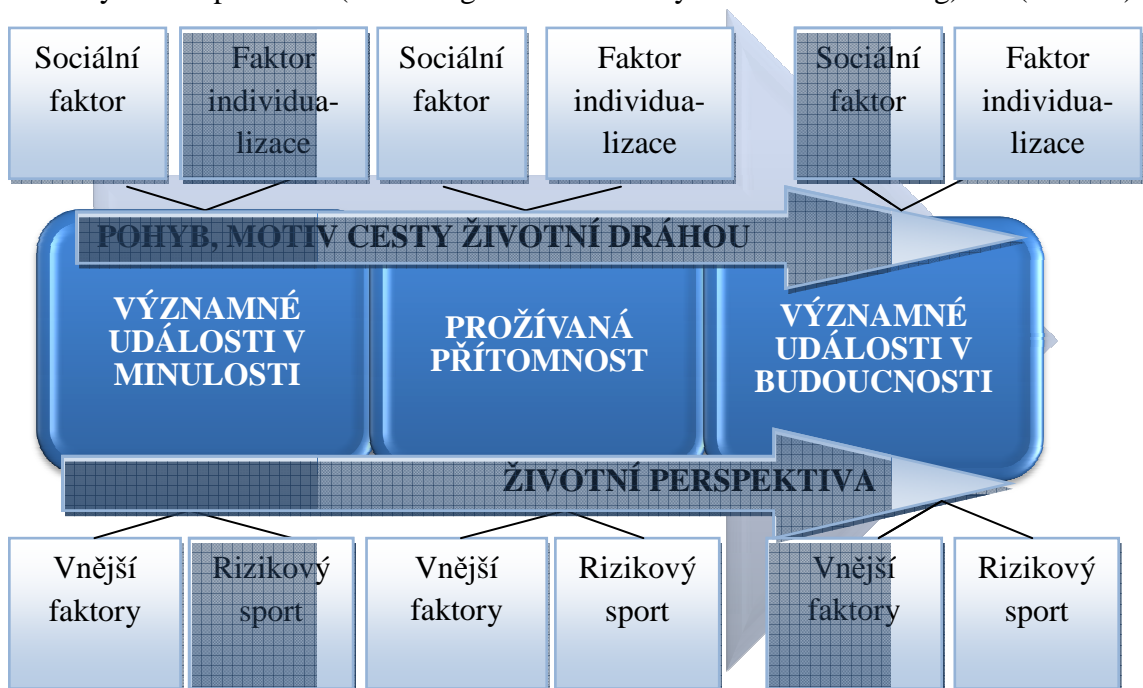 Sociální
faktor
Faktor
individua-
lizace
Sociální
faktor
Faktor
individua-
lizace
Sociální
faktor
Faktor
individua-
lizace
POHYB, MOTIV CESTY ŽIVOTNÍ DRÁHOU
VÝZNAMNÉ
UDÁLOSTI V
MINULOSTI
PROŽÍVANÁ
PŘÍTOMNOST
VÝZNAMNÉ
UDÁLOSTI V
BUDOUCNOSTI
ŽIVOTNÍ PERSPEKTIVA
Vnější
faktory
Rizikový
sport
Vnější
faktory
Rizikový
sport
Vnější
faktory
Rizikový
sport